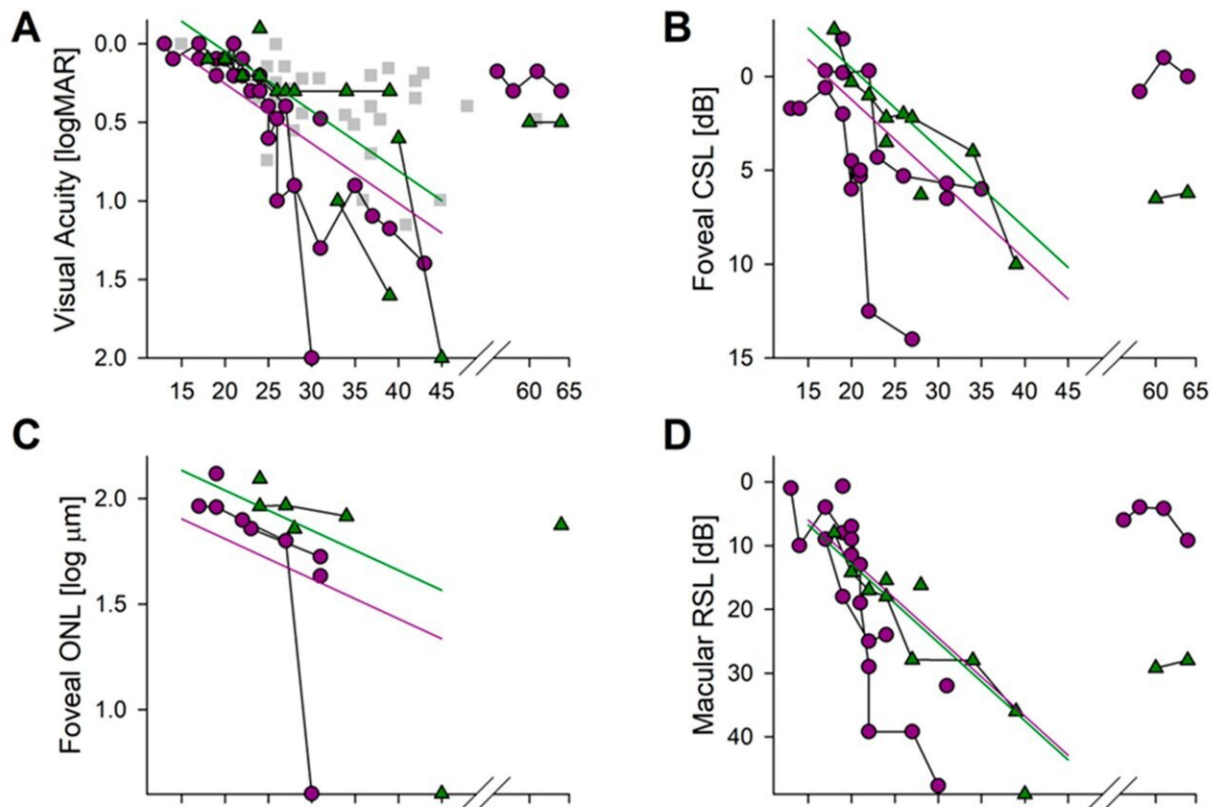 A
Visual Acuity [logMAR]
0.0
0.5
1.0
1.5
2.0
15 20 25 30 35 40 45 60 65
B
Foveal CSL [dB]
0
5
10
15
15 20 25 30 35 40 45 60 65
C
Foveal ONL [log µm]
2.0
1.5
1.0
D
Macular RSL [dB]
0
10
20
30
40